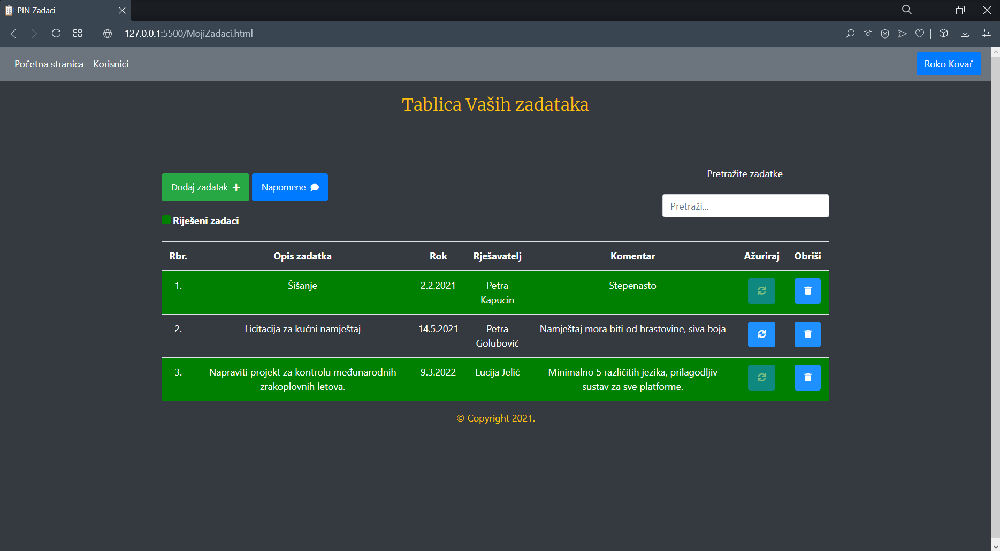 PIN Zadaci
127.0.0.1:5500/MojiZadaci.html
Početna stranica Korisnici Roko Kovač
Tablica Vaših zadataka
Pretražite zadatke
Dodaj zadatak Napomene
Pretraži...
Riješeni zadaci
Rbr. Opis zadatka Rok Rješavatelj Komentar Ažuriraj Obriši
1. Šišanje 2.2.2021 Petra Stepenasto
Kapucin
2. Licitacija za kućni namještaj 14.5.2021 Petra Namještaj mora biti od hrastovine, siva boja
Golubović
3. Napraviti projekt za kontrolu međunarodnih 9.3.2022 Lucija Jelić Minimalno 5 različitih jezika, prilagodljiv
zrakoplovnih letova. sustav za sve platforme.
© Copyright 2021.